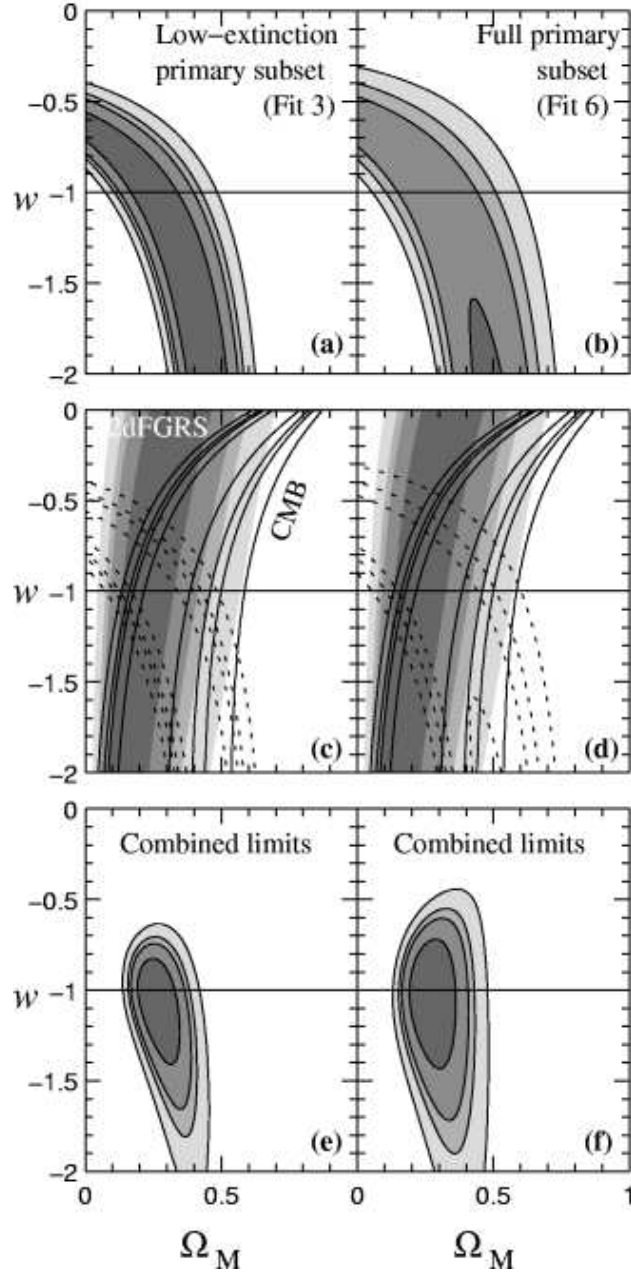 0
Low-extinction
primary subset
(Fit 3)
Full primary
subset
(Fit 6)
-0.5
w -1
-1.5
(a)
(b)
-2
0
2dFGRS
CMB
-0.5
w -1
-1.5
(c)
(d)
-2
0
Combined limits
Combined limits
-0.5
w -1
-1.5
(e)
(f)
-2
0
0.5
0
0.5
1
Ω_M
Ω_M